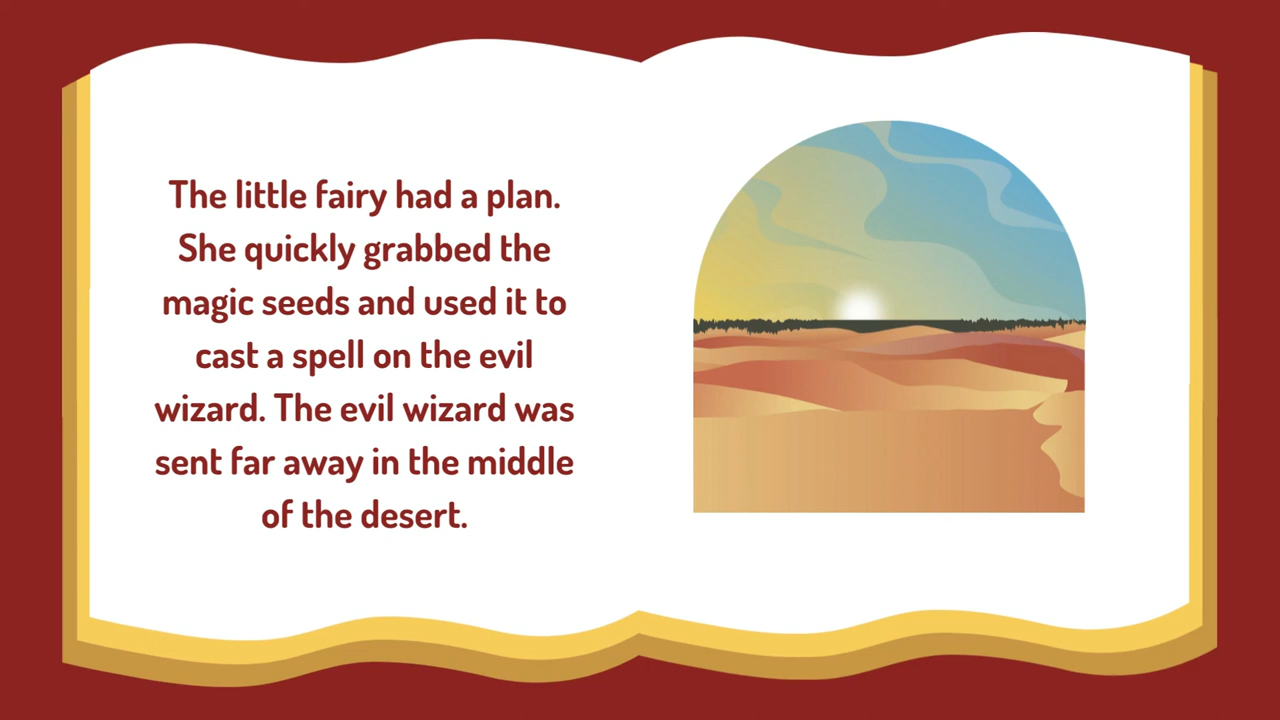 The little fairy had a plan.
She quickly grabbed the
magic seeds and used it to
cast a spell on the evil
wizard. The evil wizard was
sent far away in the middle
of the desert.